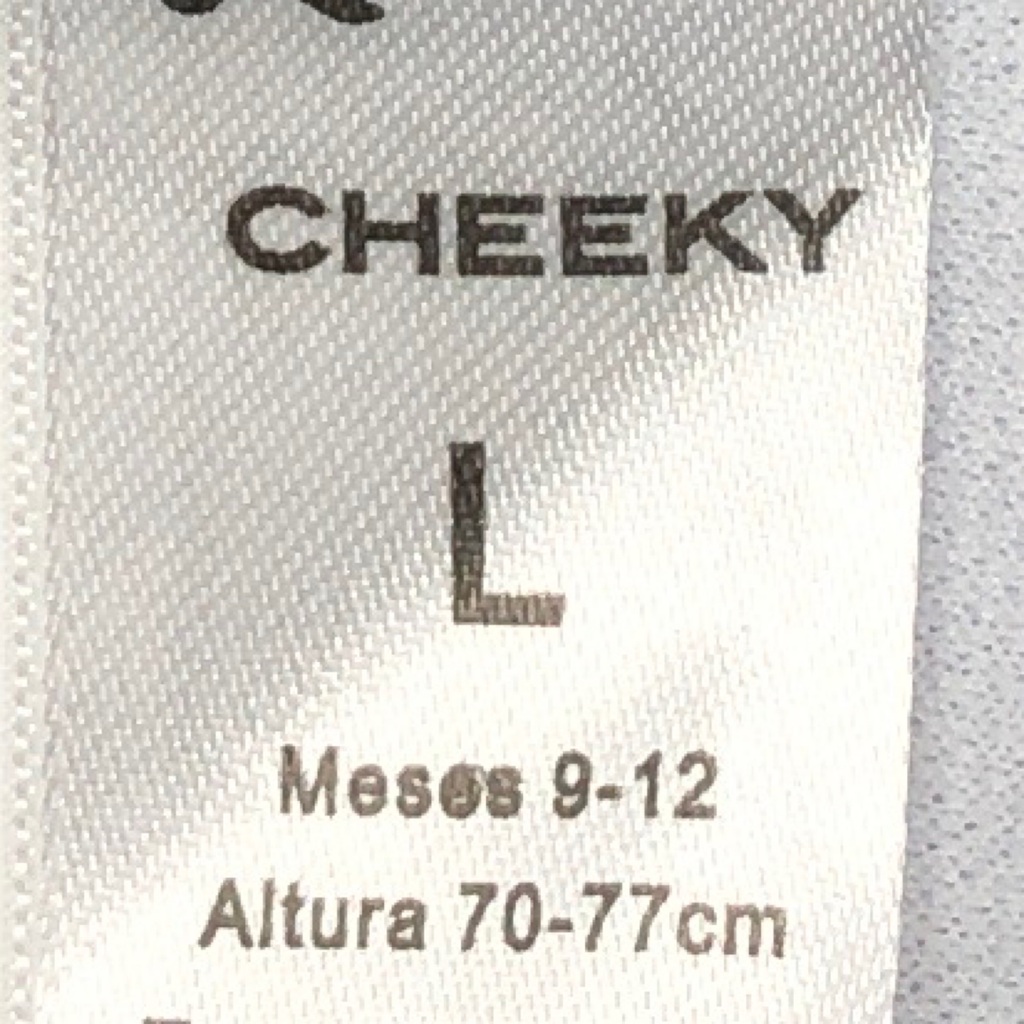 CHEEKY
L
Meses 9-12
Altura 70-77cm